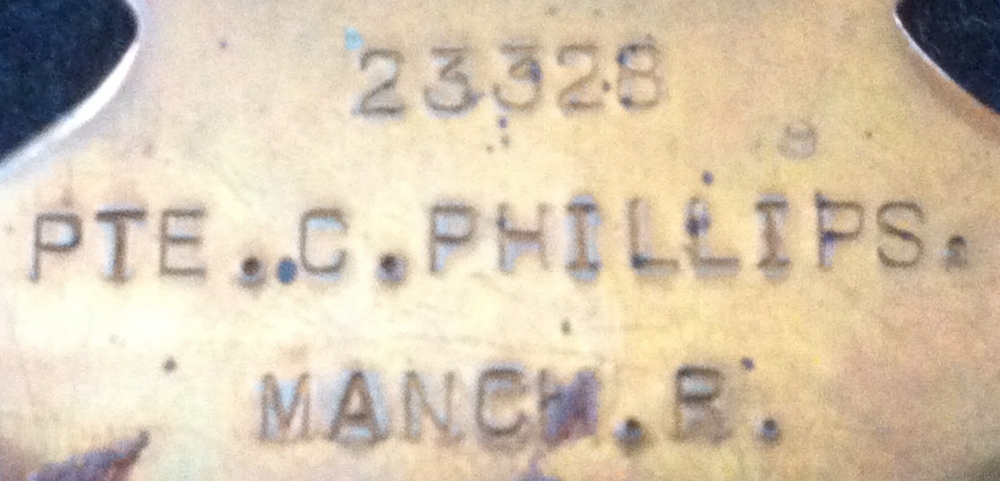 23328
PTE. C. PHILLIPS.
MANCH. R.